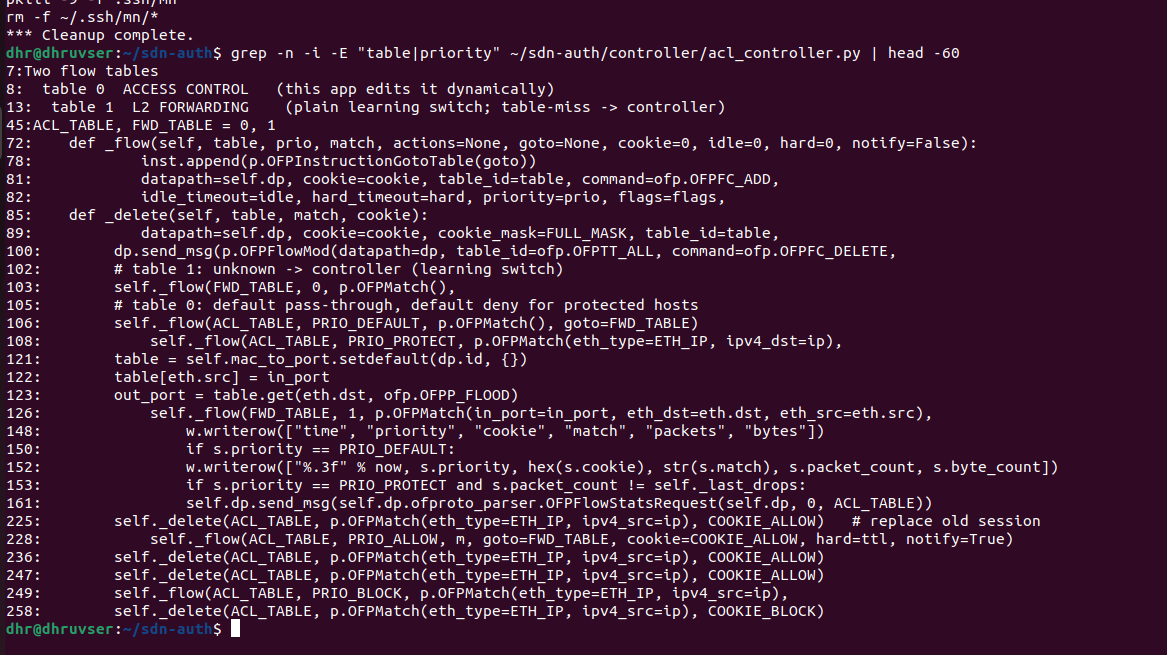 pkill -9 -f .ssh/mn
rm -f ~/.ssh/mn/*
*** Cleanup complete.
dhr@dhruvser:~/sdn-auth$ grep -n -i -E "table|priority" ~/sdn-auth/controller/acl_controller.py | head -60
7:Two flow tables
8:  table 0  ACCESS CONTROL   (this app edits it dynamically)
13:  table 1  L2 FORWARDING    (plain learning switch; table-miss -> controller)
45:ACL_TABLE, FWD_TABLE = 0, 1
72:    def _flow(self, table, prio, match, actions=None, goto=None, cookie=0, idle=0, hard=0, notify=False):
78:            inst.append(p.OFPInstructionGotoTable(goto))
81:            datapath=self.dp, cookie=cookie, table_id=table, command=ofp.OFPFC_ADD,
82:            idle_timeout=idle, hard_timeout=hard, priority=prio, flags=flags,
85:    def _delete(self, table, match, cookie):
89:            datapath=self.dp, cookie=cookie, cookie_mask=FULL_MASK, table_id=table,
100:        dp.send_msg(p.OFPFlowMod(datapath=dp, table_id=ofp.OFPTT_ALL, command=ofp.OFPFC_DELETE,
102:        # table 1: unknown -> controller (learning switch)
103:        self._flow(FWD_TABLE, 0, p.OFPMatch(),
105:        # table 0: default pass-through, default deny for protected hosts
106:        self._flow(ACL_TABLE, PRIO_DEFAULT, p.OFPMatch(), goto=FWD_TABLE)
108:            self._flow(ACL_TABLE, PRIO_PROTECT, p.OFPMatch(eth_type=ETH_IP, ipv4_dst=ip),
121:        table = self.mac_to_port.setdefault(dp.id, {})
122:        table[eth.src] = in_port
123:        out_port = table.get(eth.dst, ofp.OFPP_FLOOD)
126:            self._flow(FWD_TABLE, 1, p.OFPMatch(in_port=in_port, eth_dst=eth.dst, eth_src=eth.src),
148:                w.writerow(["time", "priority", "cookie", "match", "packets", "bytes"])
150:                if s.priority == PRIO_DEFAULT:
152:                w.writerow(["%.3f" % now, s.priority, hex(s.cookie), str(s.match), s.packet_count, s.byte_count])
153:                if s.priority == PRIO_PROTECT and s.packet_count != self._last_drops:
161:                self.dp.send_msg(self.dp.ofproto_parser.OFPFlowStatsRequest(self.dp, 0, ACL_TABLE))
225:        self._delete(ACL_TABLE, p.OFPMatch(eth_type=ETH_IP, ipv4_src=ip), COOKIE_ALLOW)   # replace old session
228:            self._flow(ACL_TABLE, PRIO_ALLOW, m, goto=FWD_TABLE, cookie=COOKIE_ALLOW, hard=ttl, notify=True)
236:        self._delete(ACL_TABLE, p.OFPMatch(eth_type=ETH_IP, ipv4_src=ip), COOKIE_ALLOW)
247:        self._delete(ACL_TABLE, p.OFPMatch(eth_type=ETH_IP, ipv4_src=ip), COOKIE_ALLOW)
249:        self._flow(ACL_TABLE, PRIO_BLOCK, p.OFPMatch(eth_type=ETH_IP, ipv4_src=ip),
258:        self._delete(ACL_TABLE, p.OFPMatch(eth_type=ETH_IP, ipv4_src=ip), COOKIE_BLOCK)
dhr@dhruvser:~/sdn-auth$